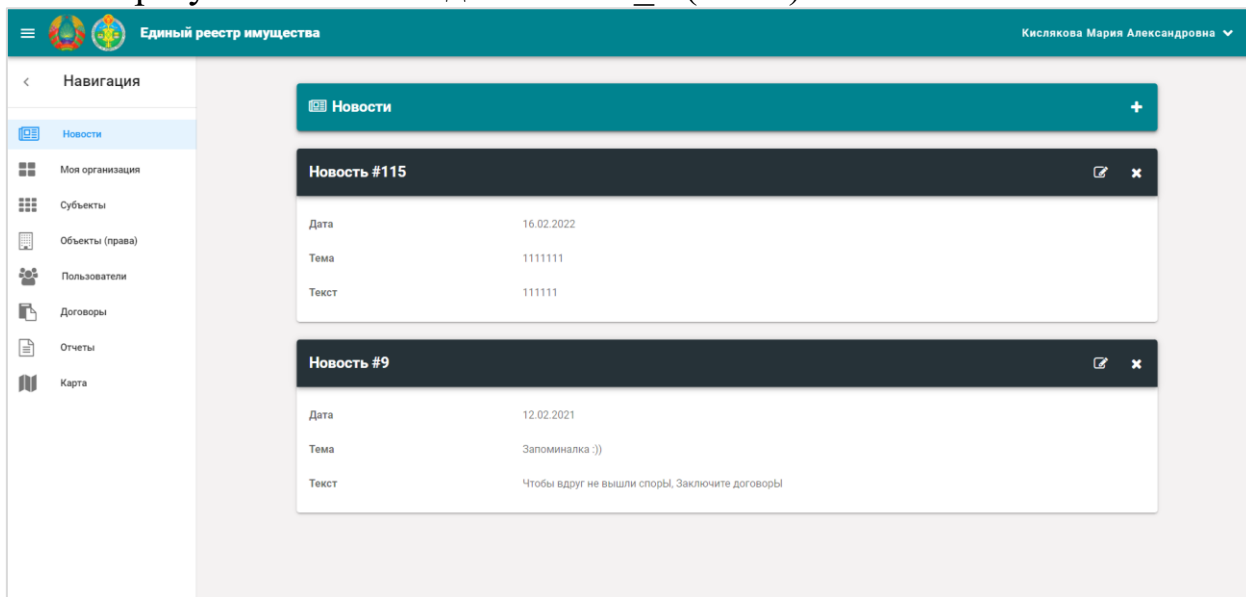 Единый реестр имущества
Кислякова Мария Александровна
Навигация
Новости
Моя организация
Субъекты
Объекты (права)
Пользователи
Договоры
Отчеты
Карта
Новости
Новость #115
Дата 16.02.2022
Тема 1111111
Текст 111111
Новость #9
Дата 12.02.2021
Тема Запоминалка :))
Текст Чтобы вдруг не вышли спорЫ, Заключите договорЫ